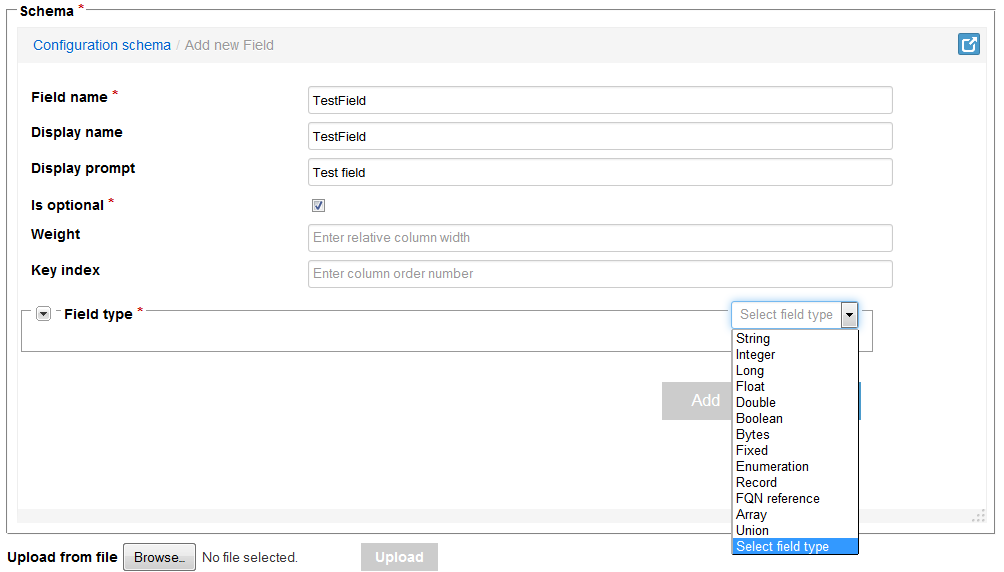 Schema *
Configuration schema / Add new Field
Field name * TestField
Display name TestField
Display prompt Test field
Is optional *
Weight Enter relative column width
Key index Enter column order number
Field type * Select field type
String
Integer
Long
Float
Double
Boolean
Bytes
Fixed
Enumeration
Record
FQN reference
Array
Union
Select field type
Add
Upload from file Browse… No file selected. Upload